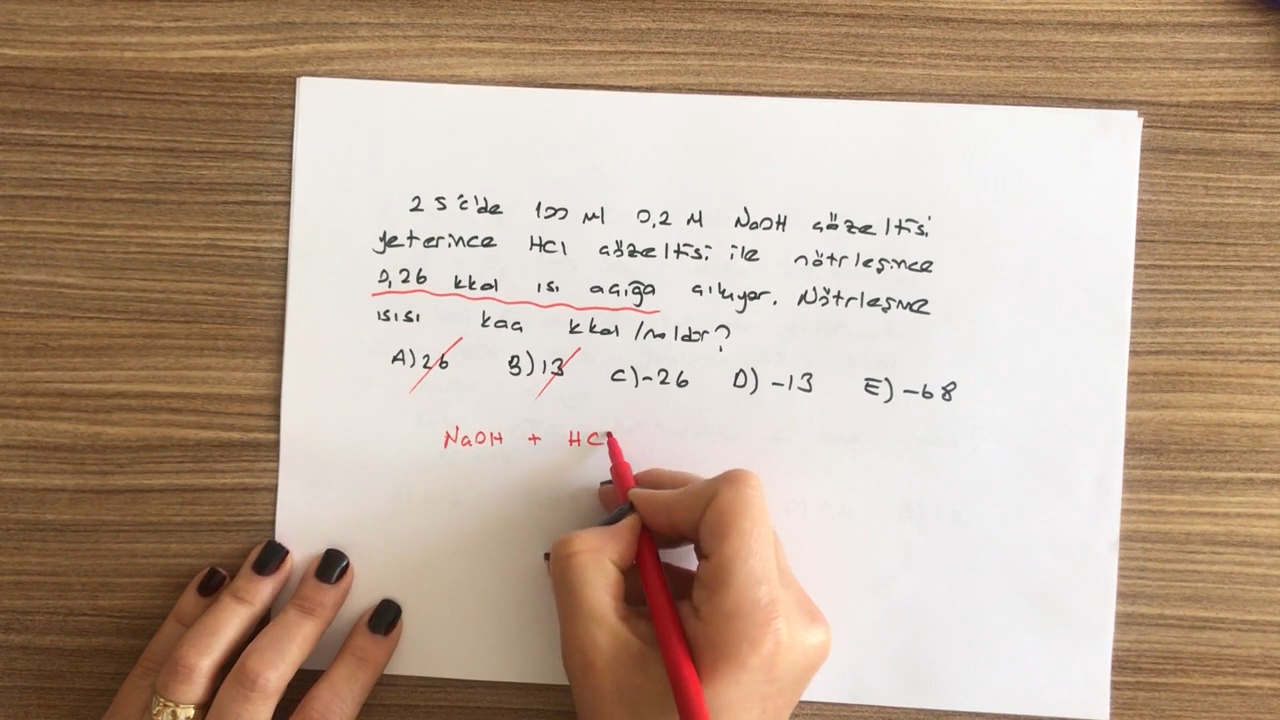 25 °C'de 100 ml 0,2 M NaOH çözeltisi
yeterince HCl çözeltisi ile nötrleşince
0,26 kkal ısı açığa çıkıyor. Nötrleşme
ısısı kaç kkal/moldür?
A) 26 B) 13 C) -26 D) -13 E) -68
NaOH + HC